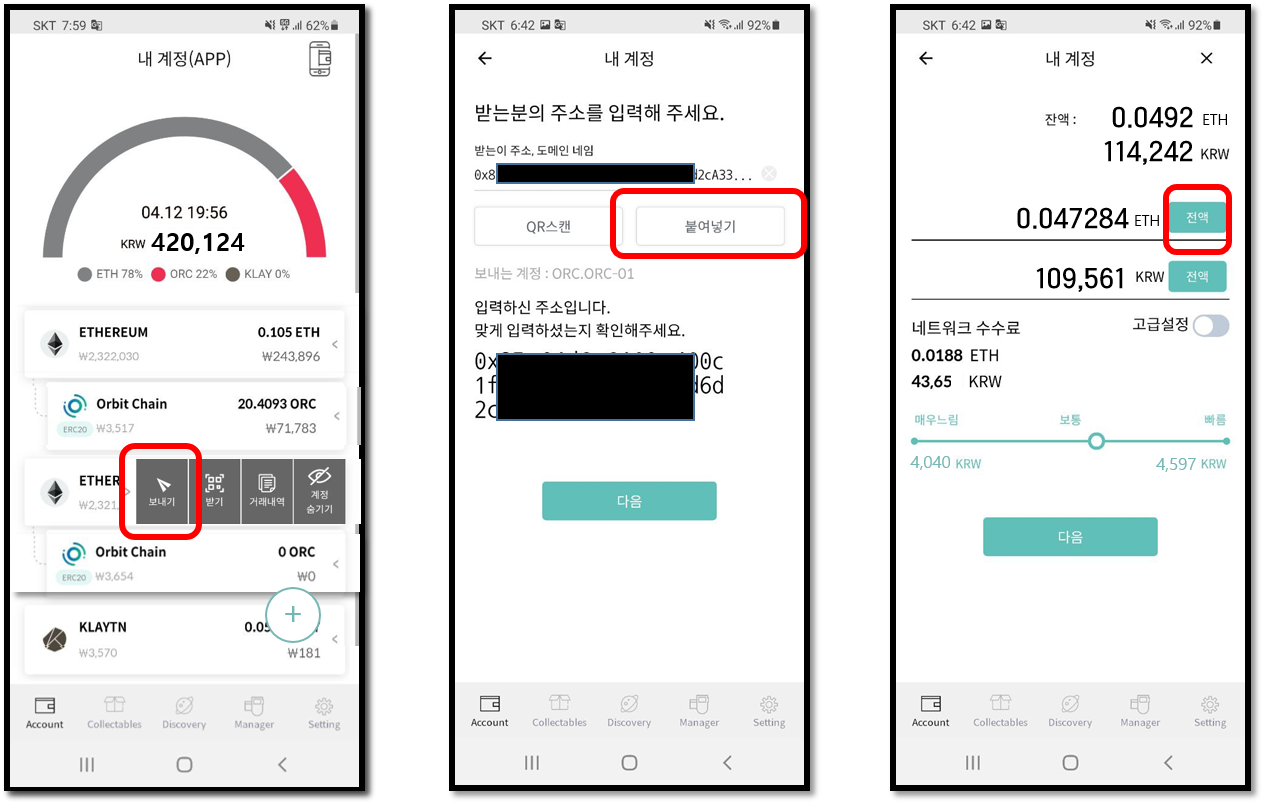 SKT 7:59 62%
내 계정(APP)
04.12 19:56
KRW 420,124
ETH 78% ORC 22% KLAY 0%
ETHEREUM 0.105 ETH
₩2,322,030 ₩243,896
Orbit Chain 20.4093 ORC
ERC20 ₩3,517 ₩71,783
ETHER
₩2,321,
보내기 받기 거래내역 계정 숨기기
Orbit Chain 0 ORC
ERC20 ₩3,654 ₩0
KLAYTN 0.05
₩3,570 ₩181
+
Account Collectables Discovery Manager Setting
SKT 6:42 92%
내 계정
받는분의 주소를 입력해 주세요.
받는이 주소, 도메인 네임
0x8 d2cA33...
QR스캔 붙여넣기
보내는 계정 : ORC.ORC-01
입력하신 주소입니다.
맞게 입력하셨는지 확인해주세요.
0x 00c
1f d6d
2c
다음
Account Collectables Discovery Manager Setting
SKT 6:42 92%
내 계정
잔액 : 0.0492 ETH
114,242 KRW
0.047284 ETH 전액
109,561 KRW 전액
네트워크 수수료 고급설정
0.0188 ETH
43,65 KRW
매우느림 보통 빠름
4,040 KRW 4,597 KRW
다음
Account Collectables Discovery Manager Setting